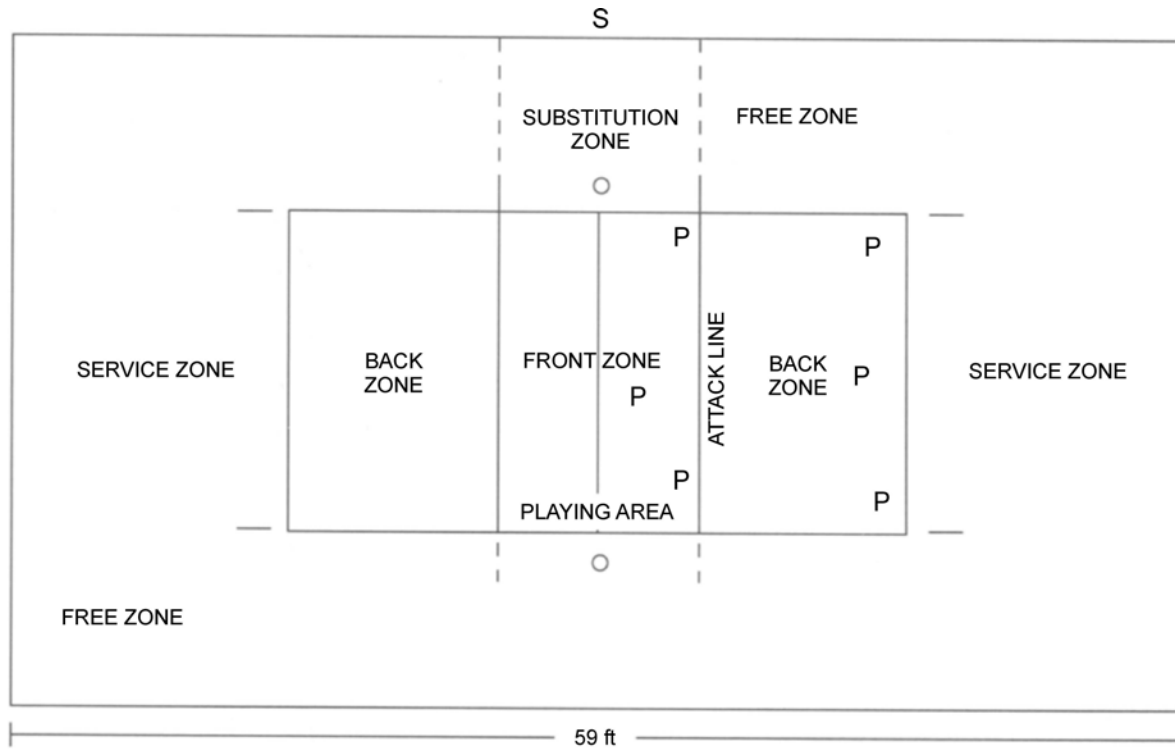 S
SUBSTITUTION
ZONE
FREE ZONE
P
P
SERVICE ZONE
BACK
ZONE
FRONT ZONE
P
ATTACK LINE
BACK
ZONE
P
SERVICE ZONE
P
P
PLAYING AREA
FREE ZONE
59 ft